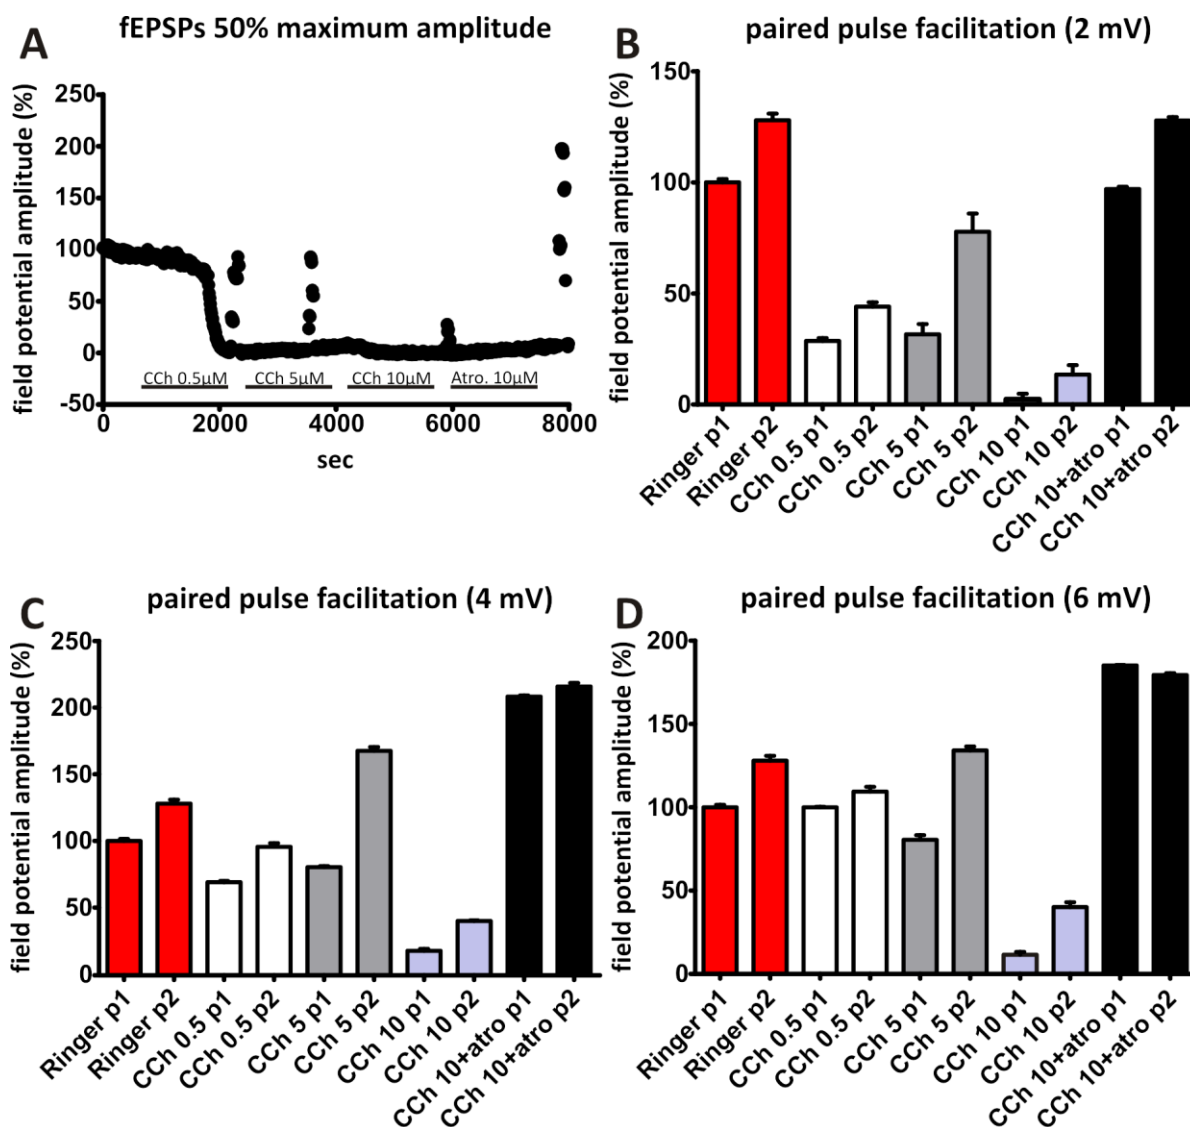 A
fEPSPs 50% maximum amplitude
field potential amplitude (%)
250
200
150
100
50
0
-50
CCh 0.5µM
CCh 5µM
CCh 10µM
Atro. 10µM
0
2000
4000
6000
8000
sec
B
paired pulse facilitation (2 mV)
field potential amplitude (%)
150
100
50
0
Ringer p1
Ringer p2
CCh 0.5 p1
CCh 0.5 p2
CCh 5 p1
CCh 5 p2
CCh 10 p1
CCh 10 p2
CCh 10+atro p1
CCh 10+atro p2
C
paired pulse facilitation (4 mV)
field potential amplitude (%)
250
200
150
100
50
0
Ringer p1
Ringer p2
CCh 0.5 p1
CCh 0.5 p2
CCh 5 p1
CCh 5 p2
CCh 10 p1
CCh 10 p2
CCh 10+atro p1
CCh 10+atro p2
D
paired pulse facilitation (6 mV)
field potential amplitude (%)
200
150
100
50
0
Ringer p1
Ringer p2
CCh 0.5 p1
CCh 0.5 p2
CCh 5 p1
CCh 5 p2
CCh 10 p1
CCh 10 p2
CCh 10+atro p1
CCh 10+atro p2